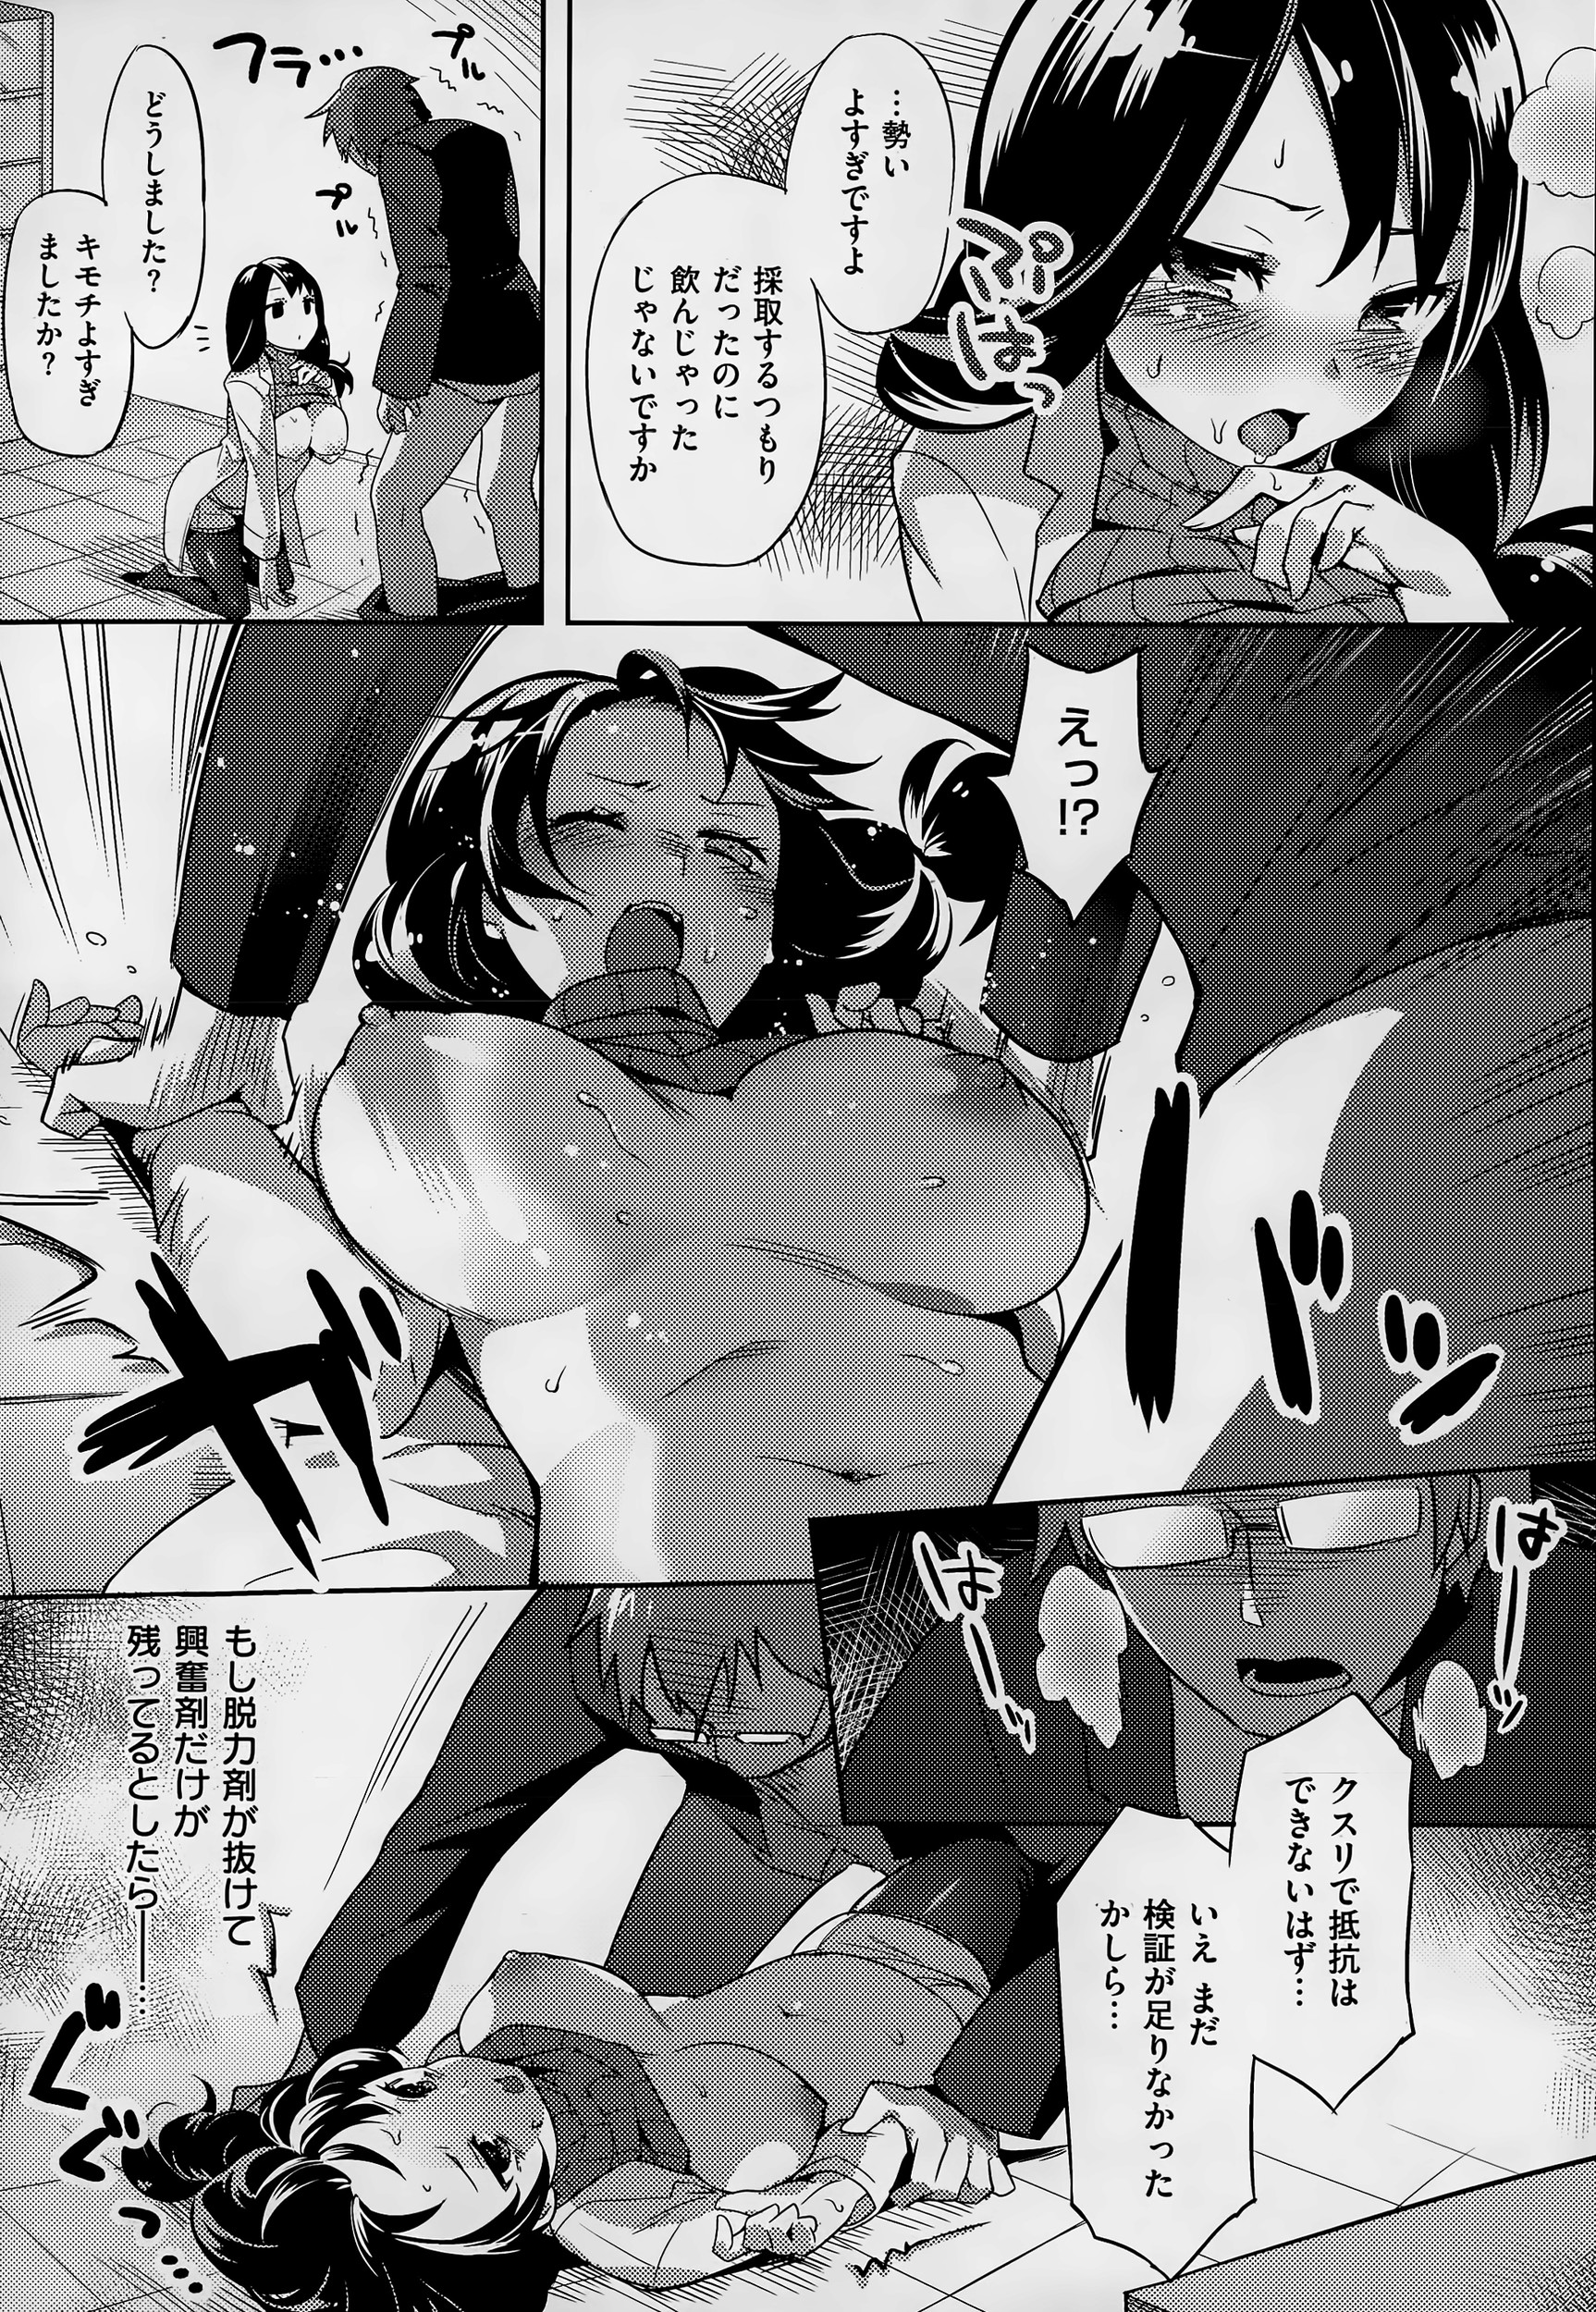 …勢い
よすぎですよ
ぷはっ
採取するつもり
だったのに
飲んじゃった
じゃないですか
プル
フラ…
プル
どうしました？
キモチよすぎ
ましたか？
えっ!?
ドッ
はーッ
はーッ
クスリで抵抗は
できないはず…
いえ まだ
検証が足りなかった
かしら…
もし脱力剤が抜けて
興奮剤だけが
残ってるとしたら――…
ぐぐっ…